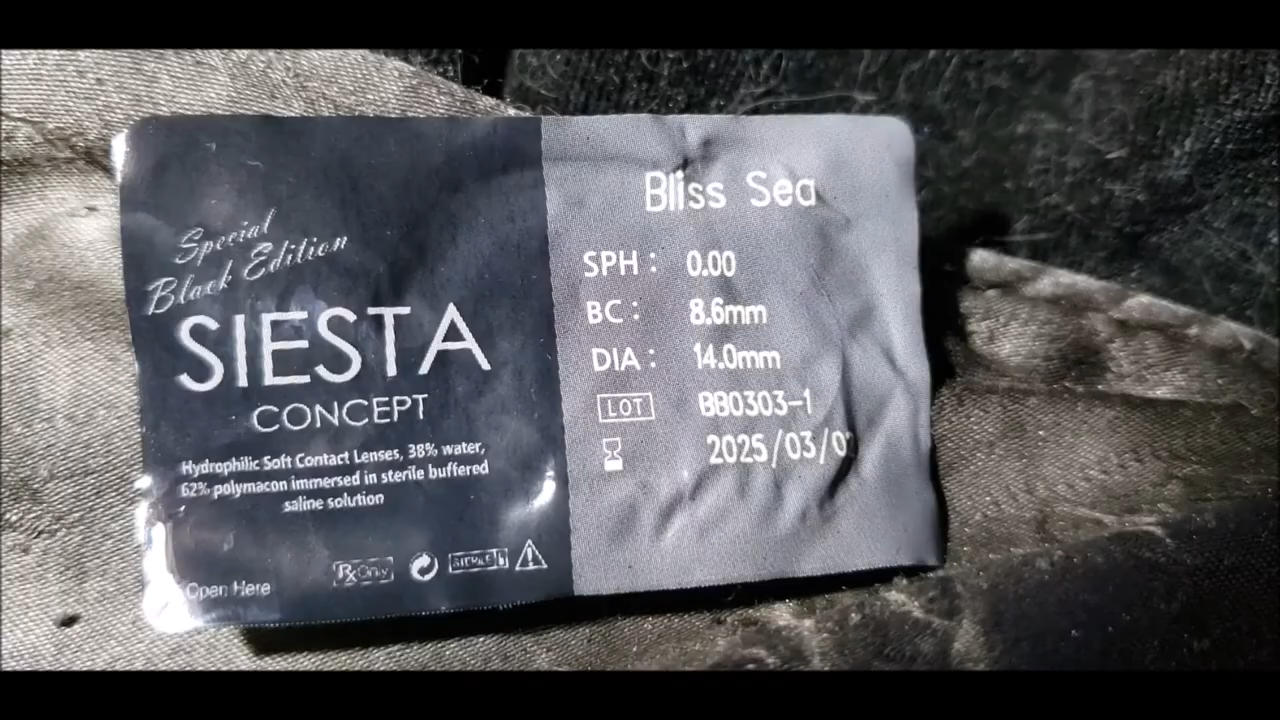 Special
Black Edition
SIESTA
CONCEPT
Hydrophilic Soft Contact Lenses, 38% water,
62% polymacon immersed in sterile buffered
saline solution
Open Here
Rx Only
STERILE
Bliss Sea
SPH : 0.00
BC : 8.6mm
DIA : 14.0mm
LOT BB0303-1